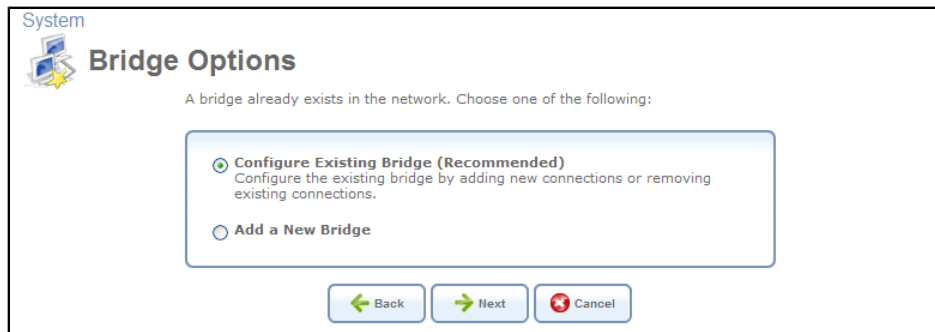 System
Bridge Options
A bridge already exists in the network. Choose one of the following:
Configure Existing Bridge (Recommended)
Configure the existing bridge by adding new connections or removing
existing connections.
Add a New Bridge
Back Next Cancel